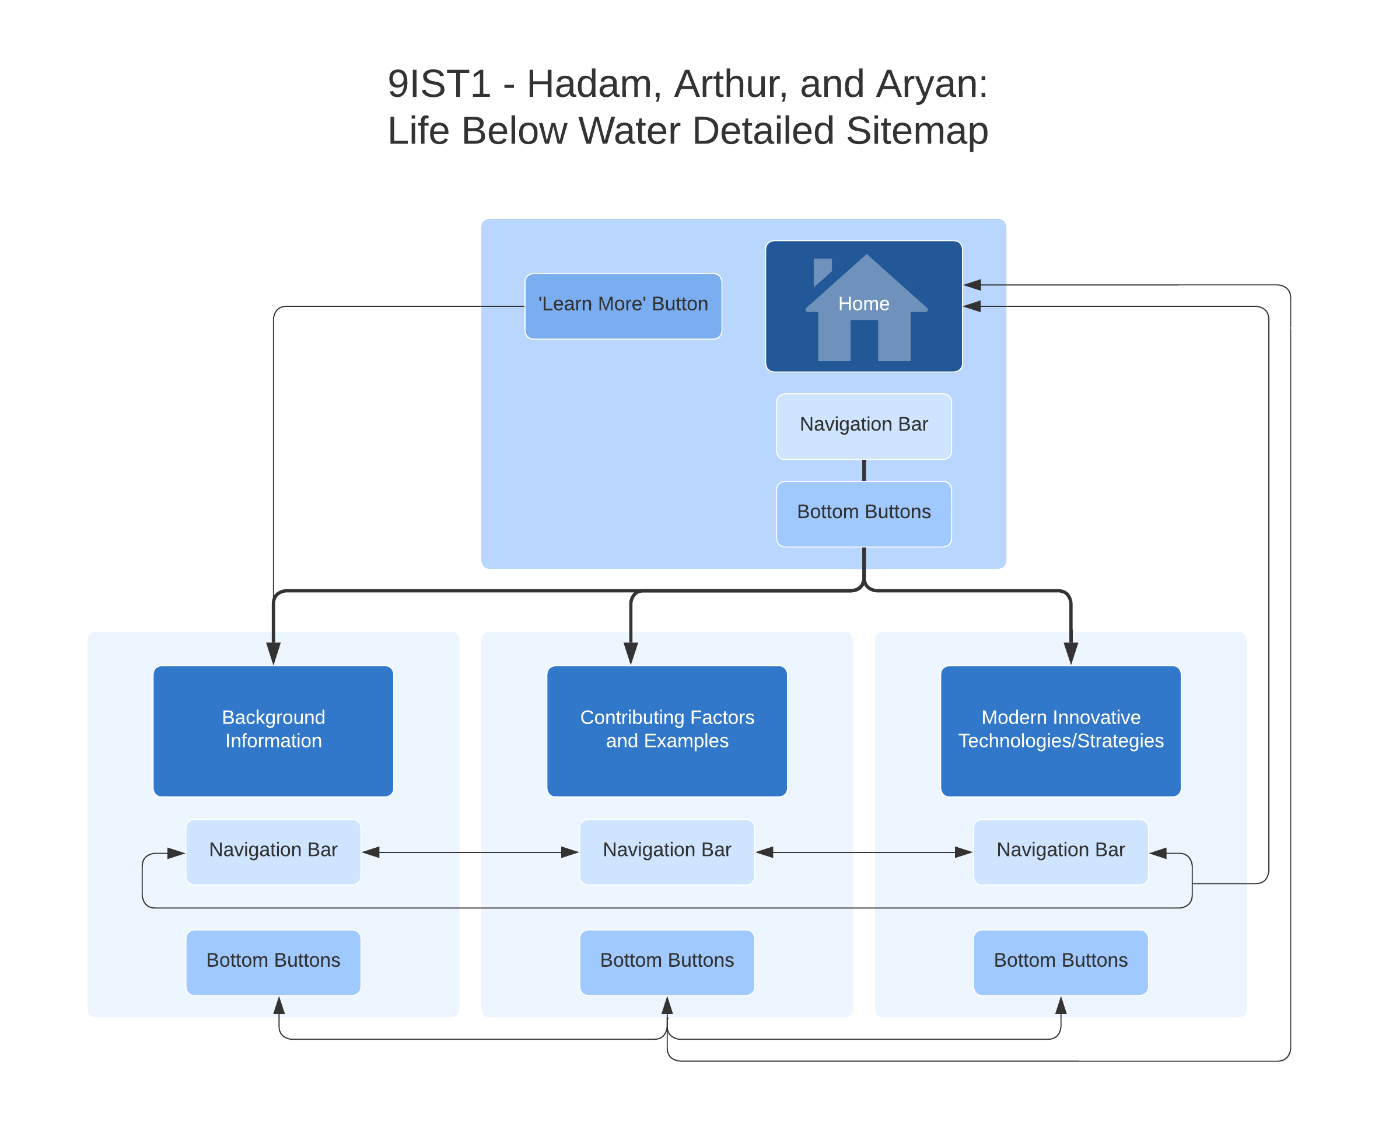 9IST1 - Hadam, Arthur, and Aryan:
Life Below Water Detailed Sitemap
'Learn More' Button
Home
Navigation Bar
Bottom Buttons
Background
Information
Contributing Factors
and Examples
Modern Innovative
Technologies/Strategies
Navigation Bar
Navigation Bar
Navigation Bar
Bottom Buttons
Bottom Buttons
Bottom Buttons